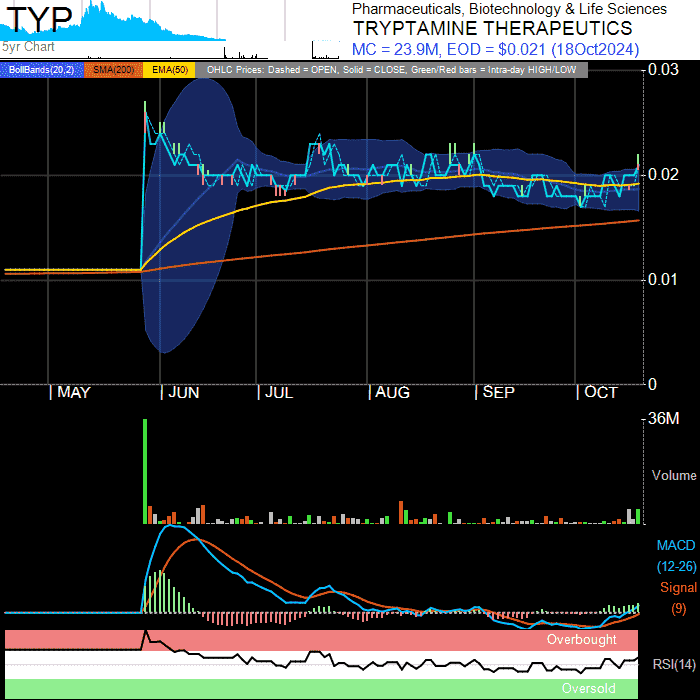 TYP
5yr Chart
Pharmaceuticals, Biotechnology & Life Sciences
TRYPTAMINE THERAPEUTICS
MC = 23.9M, EOD = $0.021 (18Oct2024)
BollBands(20,2) SMA(200) EMA(50) OHLC Prices: Dashed = OPEN, Solid = CLOSE, Green/Red bars = Intra-day HIGH/LOW
0.03
0.02
0.01
0
| MAY | JUN | JUL | AUG | SEP | OCT
36M
Volume
MACD
(12-26)
Signal
(9)
Overbought
RSI(14)
Oversold